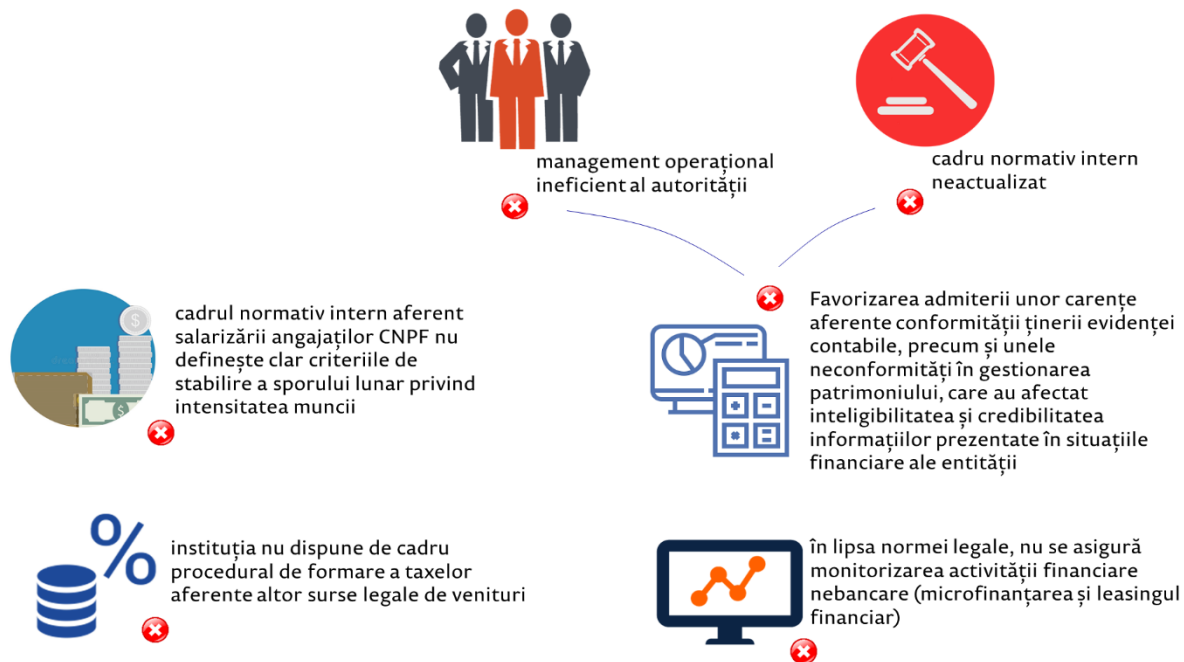 management operațional
ineficient al autorității
cadru normativ intern
neactualizat
cadrul normativ intern aferent
salarizării angajaților CNPF nu
definește clar criteriile de
stabilire a sporului lunar privind
intensitatea muncii
Favorizarea admiterii unor carențe
aferente conformității ținerii evidenței
contabile, precum și unele
neconformități în gestionarea
patrimoniului, care au afectat
inteligibilitatea și credibilitatea
informațiilor prezentate în situațiile
financiare ale entității
instituția nu dispune de cadru
procedural de formare a taxelor
aferente altor surse legale de venituri
în lipsa normei legale, nu se asigură
monitorizarea activității financiare
nebancare (microfinanțarea și leasingul
financiar)